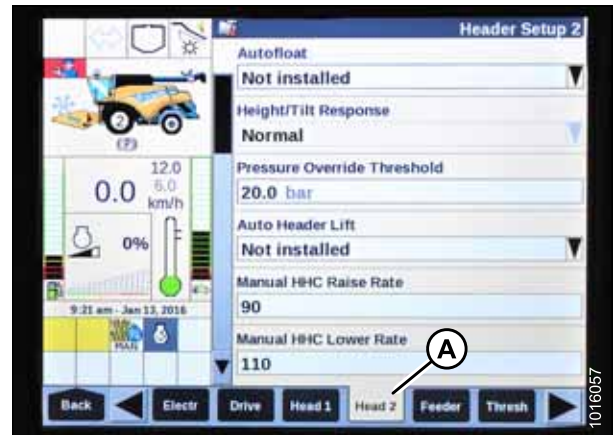 Header Setup 2
Autofloat
Not installed
Height/Tilt Response
Normal
Pressure Override Threshold
20.0 bar
Auto Header Lift
Not installed
Manual HHC Raise Rate
90
Manual HHC Lower Rate
110
2
(P)
12.0
0.0 6.0
km/h
0%
9:21 am - Jan 13, 2016
MAN
A
Back Electr Drive Head 1 Head 2 Feeder Thresh
1016057